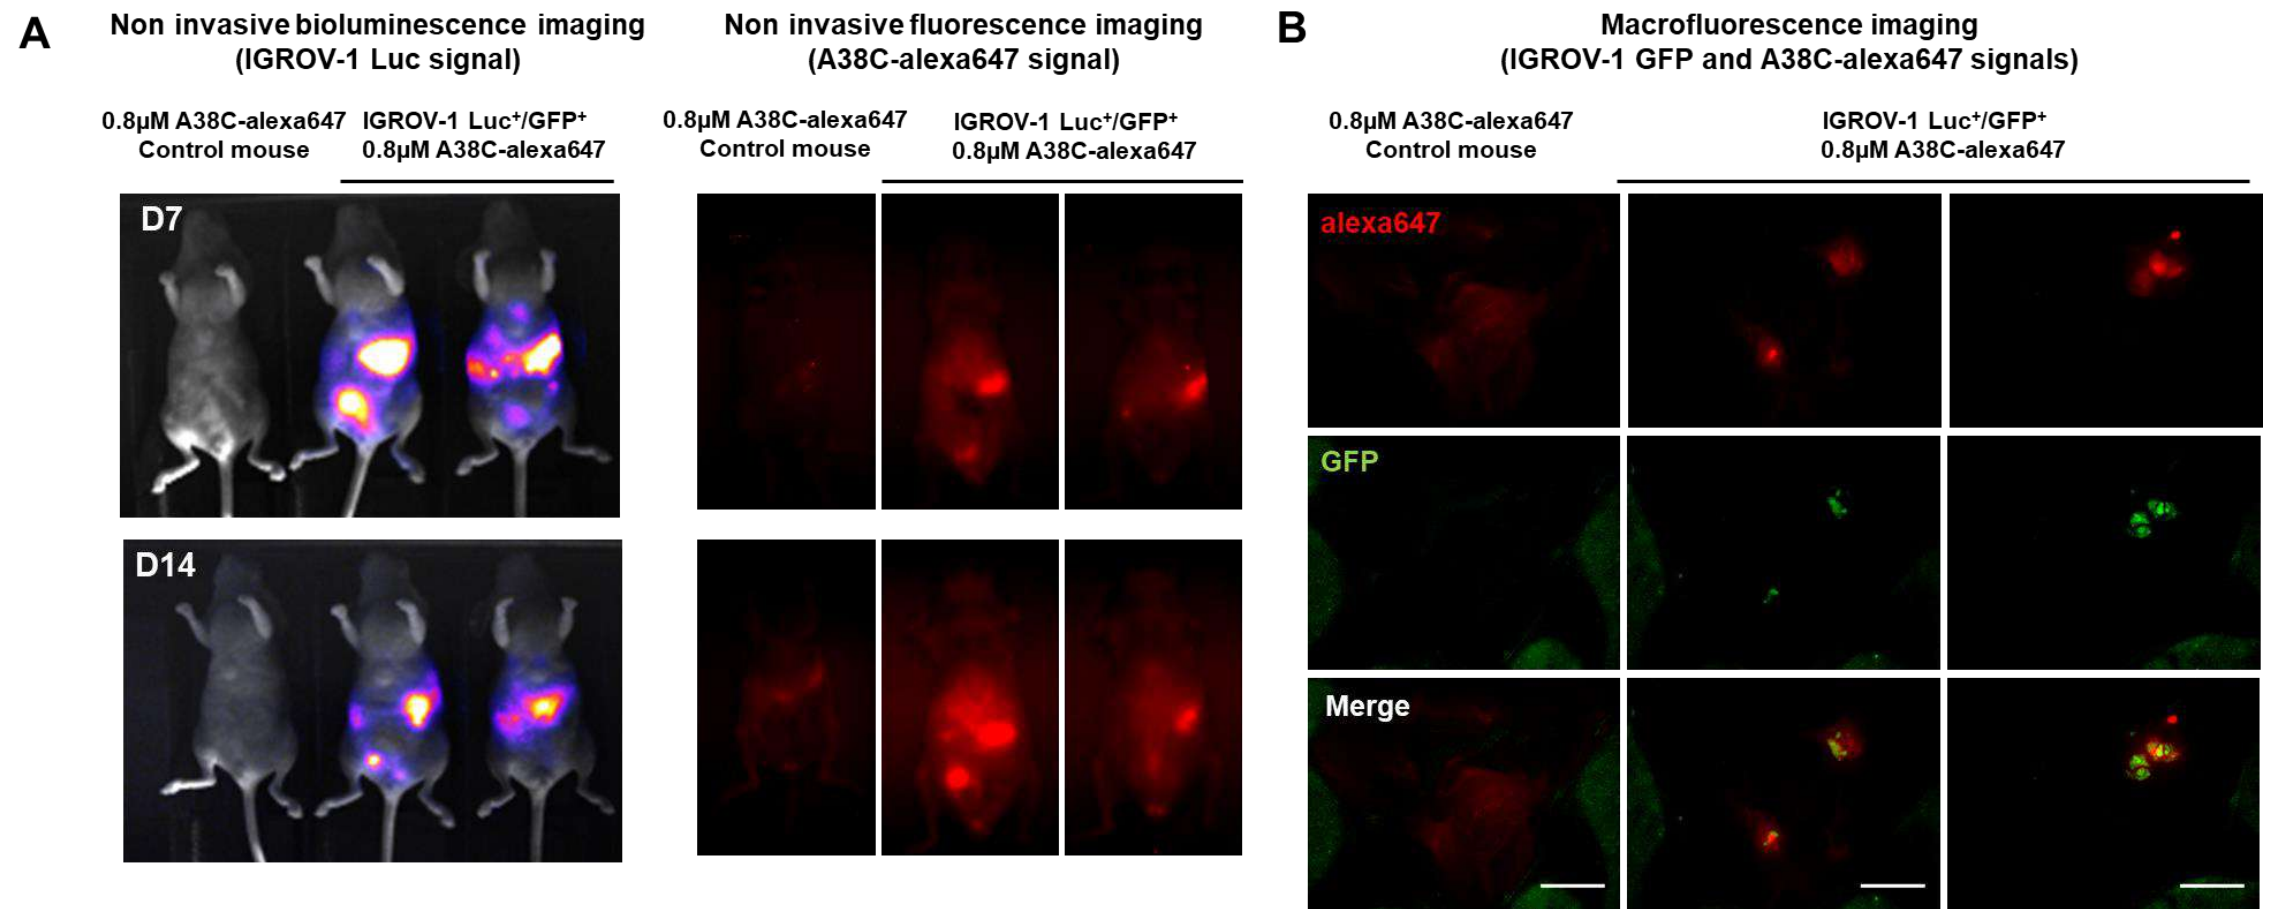 A
Non invasive bioluminescence imaging
(IGROV-1 Luc signal)
0.8µM A38C-alexa647
Control mouse
IGROV-1 Luc⁺/GFP⁺
0.8µM A38C-alexa647
D7
D14
Non invasive fluorescence imaging
(A38C-alexa647 signal)
0.8µM A38C-alexa647
Control mouse
IGROV-1 Luc⁺/GFP⁺
0.8µM A38C-alexa647
B
Macrofluorescence imaging
(IGROV-1 GFP and A38C-alexa647 signals)
0.8µM A38C-alexa647
Control mouse
IGROV-1 Luc⁺/GFP⁺
0.8µM A38C-alexa647
alexa647
GFP
Merge